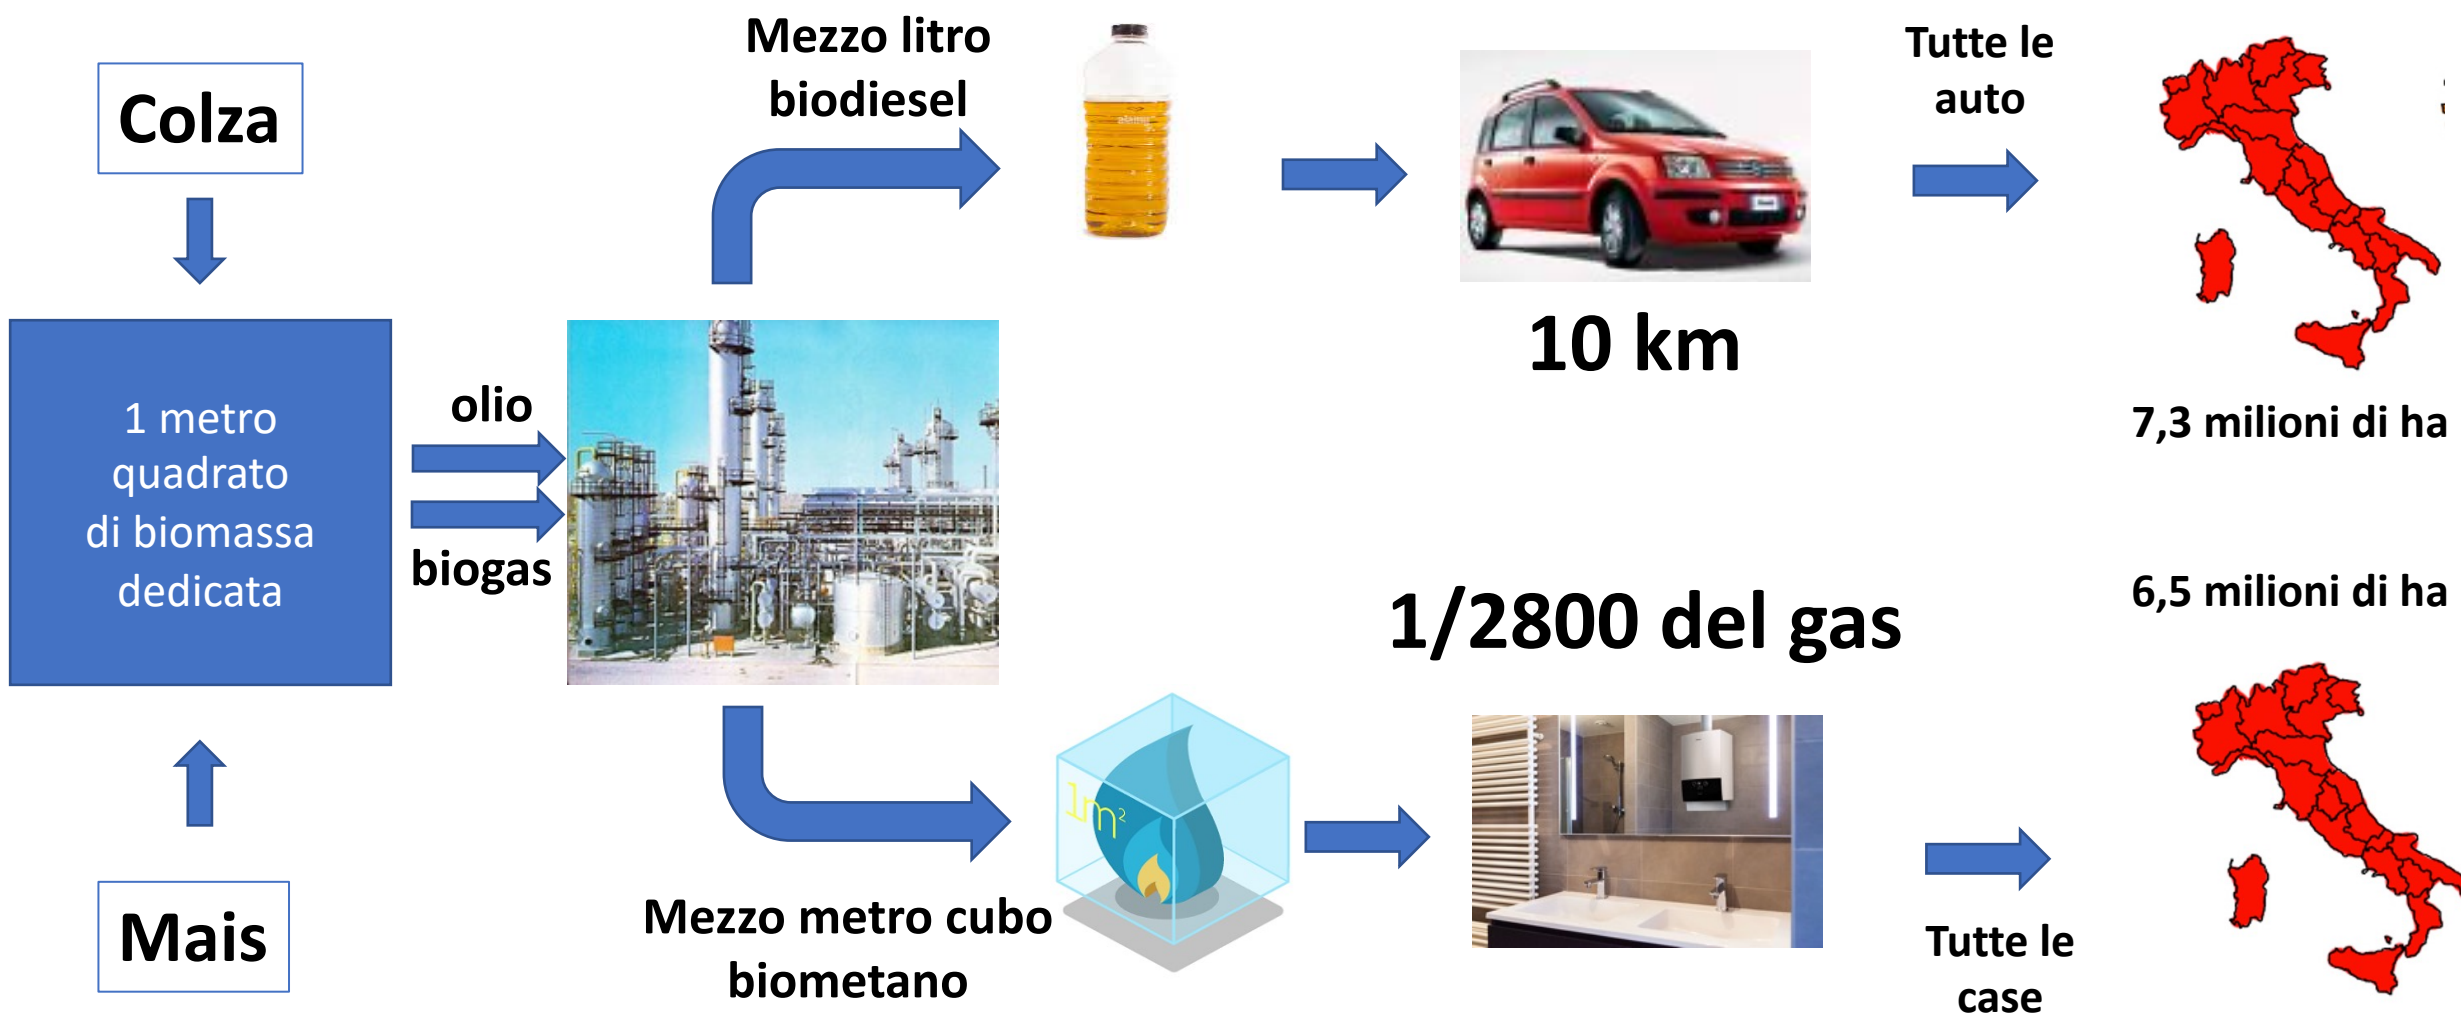 Colza
1 metro
quadrato
di biomassa
dedicata
Mais
olio
biogas
Mezzo litro
biodiesel
10 km
Tutte le
auto
7,3 milioni di ha
Mezzo metro cubo
biometano
1m²
1/2800 del gas
Tutte le
case
6,5 milioni di ha